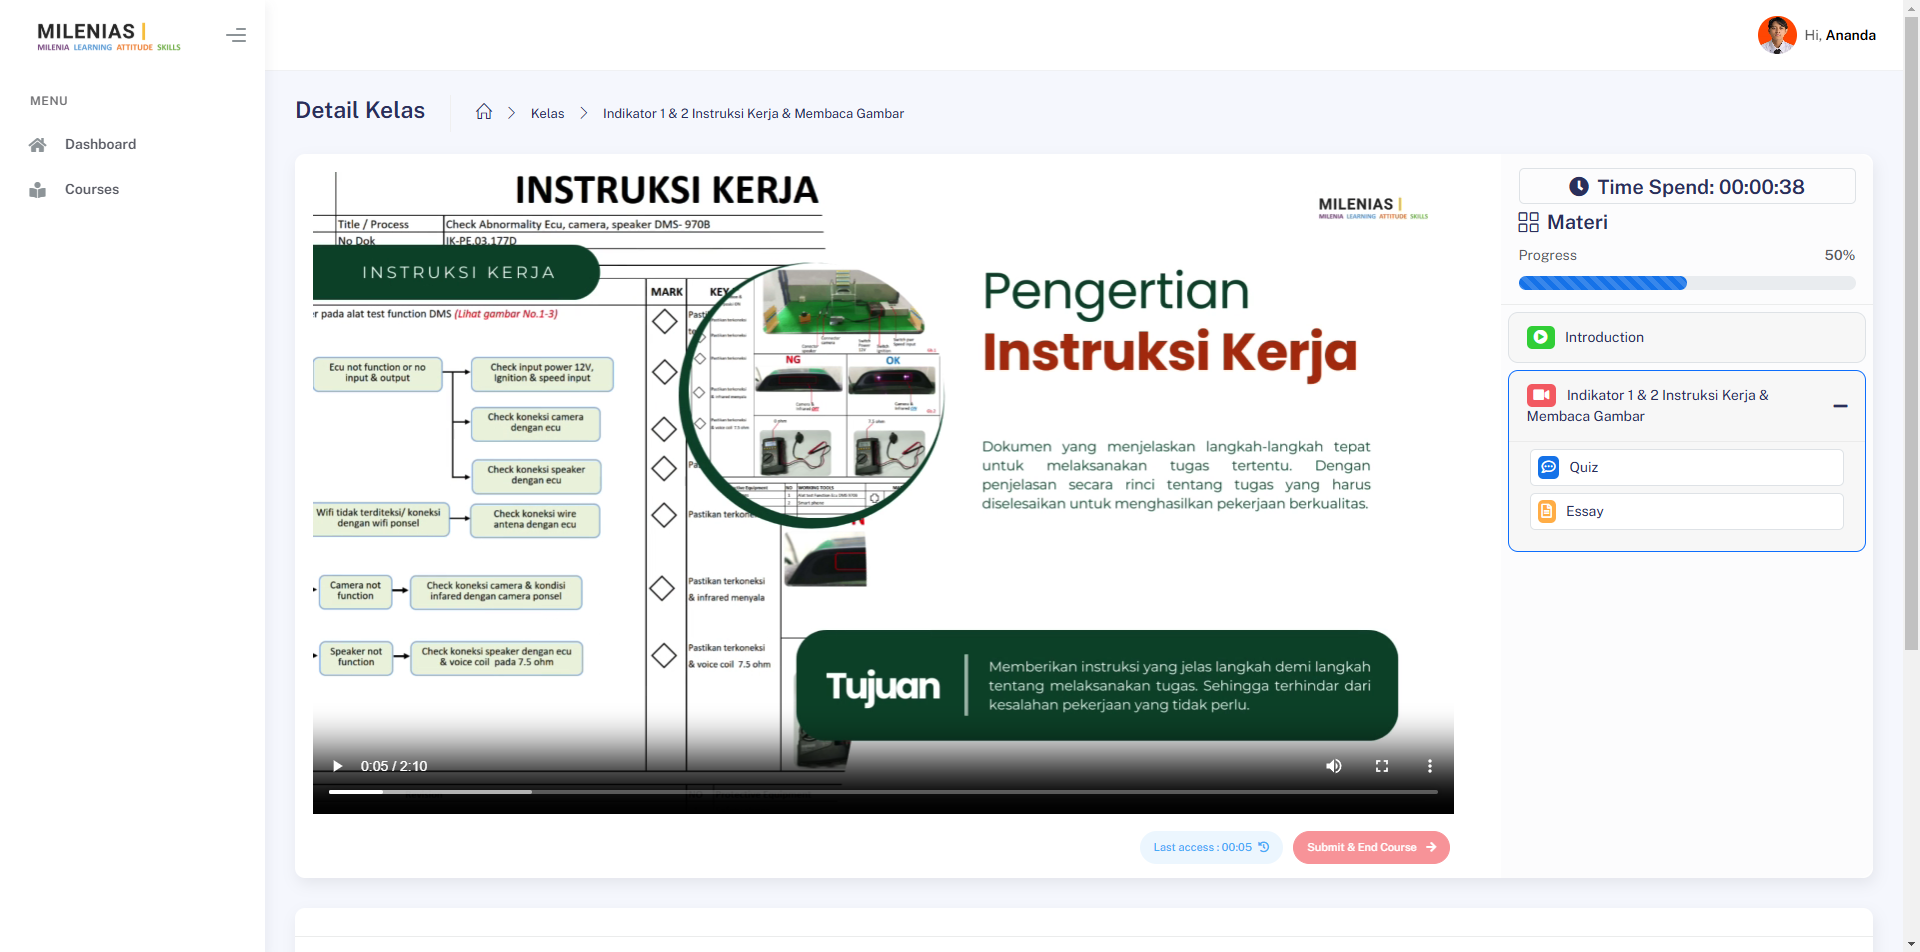 MILENIAS
MILENIA LEARNING ATTITUDE SKILLS
Hi, Ananda
MENU
Dashboard
Courses
Detail Kelas
Kelas
Indikator 1 & 2 Instruksi Kerja & Membaca Gambar
INSTRUKSI KERJA
Title / Process
Check Abnormality Ecu, camera, speaker DMS- 970B
No Dok
IK-PE.03.177D
INSTRUKSI KERJA
MARK
KEY
r pada alat test function DMS (Lihat gambar No.1-3)
Ecu not function or no
input & output
Check input power 12V,
Ignition & speed input
Check koneksi camera
dengan ecu
Check koneksi speaker
dengan ecu
Wifi tidak terditeksi/ koneksi
dengan wifi ponsel
Check koneksi wire
antena dengan ecu
Camera not
function
Check koneksi camera & kondisi
infared dengan camera ponsel
Speaker not
function
Check koneksi speaker dengan ecu
& voice coil pada 7.5 ohm
NG
OK
Pastikan terkoneksi
& infrared menyala
Pastikan terkoneksi
& voice coil 7.5 ohm
MILENIAS
MILENIA LEARNING ATTITUDE SKILLS
Pengertian
Instruksi Kerja
Dokumen yang menjelaskan langkah-langkah tepat
untuk melaksanakan tugas tertentu. Dengan
penjelasan secara rinci tentang tugas yang harus
diselesaikan untuk menghasilkan pekerjaan berkualitas.
Tujuan
Memberikan instruksi yang jelas langkah demi langkah
tentang melaksanakan tugas. Sehingga terhindar dari
kesalahan pekerjaan yang tidak perlu.
0:05 / 2:10
Last access : 00:05
Submit & End Course
Time Spend: 00:00:38
Materi
Progress
50%
Introduction
Indikator 1 & 2 Instruksi Kerja &
Membaca Gambar
Quiz
Essay